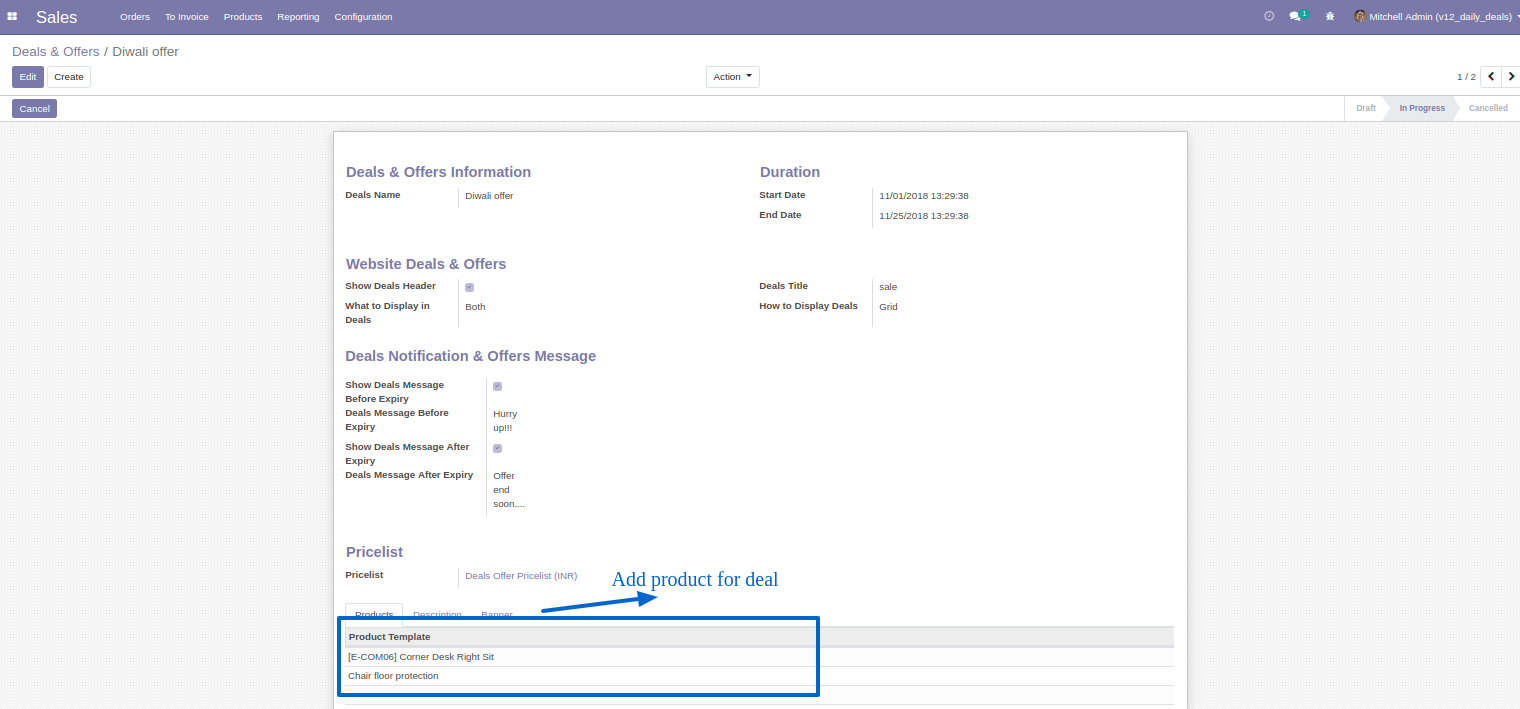 Sales Orders To Invoice Products Reporting Configuration 1 Mitchell Admin (v12_daily_deals)
Deals & Offers / Diwali offer
Edit Create Action 1 / 2
Cancel Draft In Progress Cancelled
Deals & Offers Information Duration
Deals Name Diwali offer Start Date 11/01/2018 13:29:38
End Date 11/25/2018 13:29:38
Website Deals & Offers
Show Deals Header Deals Title sale
What to Display in Both How to Display Deals Grid
Deals
Deals Notification & Offers Message
Show Deals Message
Before Expiry
Deals Message Before Hurry
Expiry up!!!
Show Deals Message After
Expiry
Deals Message After Expiry Offer
end
soon....
Pricelist
Pricelist Deals Offer Pricelist (INR) Add product for deal
Products Description Banner
Product Template
[E-COM06] Corner Desk Right Sit
Chair floor protection